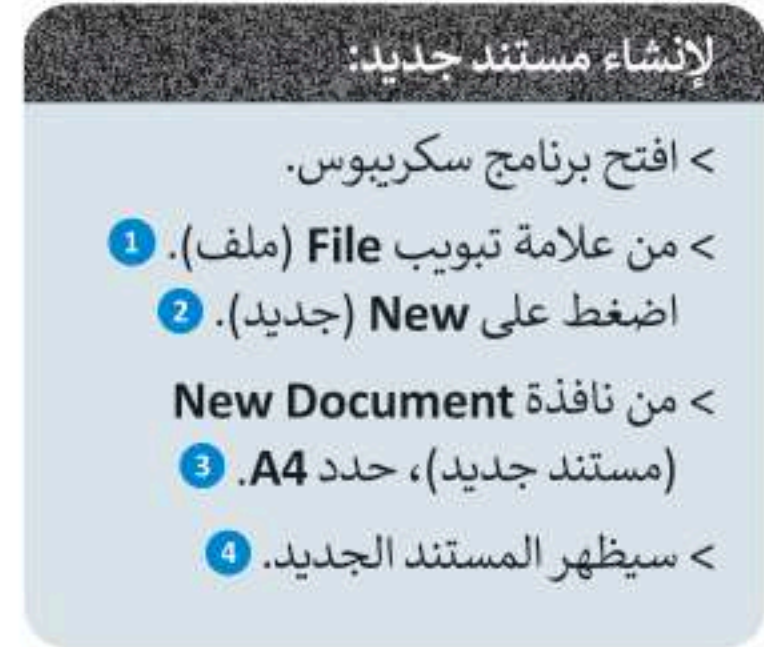 لإنشاء مستند جديد:
> افتح برنامج سكريبوس.
> من علامة تبويب File (ملف). 1
اضغط على New (جديد). 2
> من نافذة New Document
(مستند جديد)، حدد A4. 3
> سيظهر المستند الجديد. 4